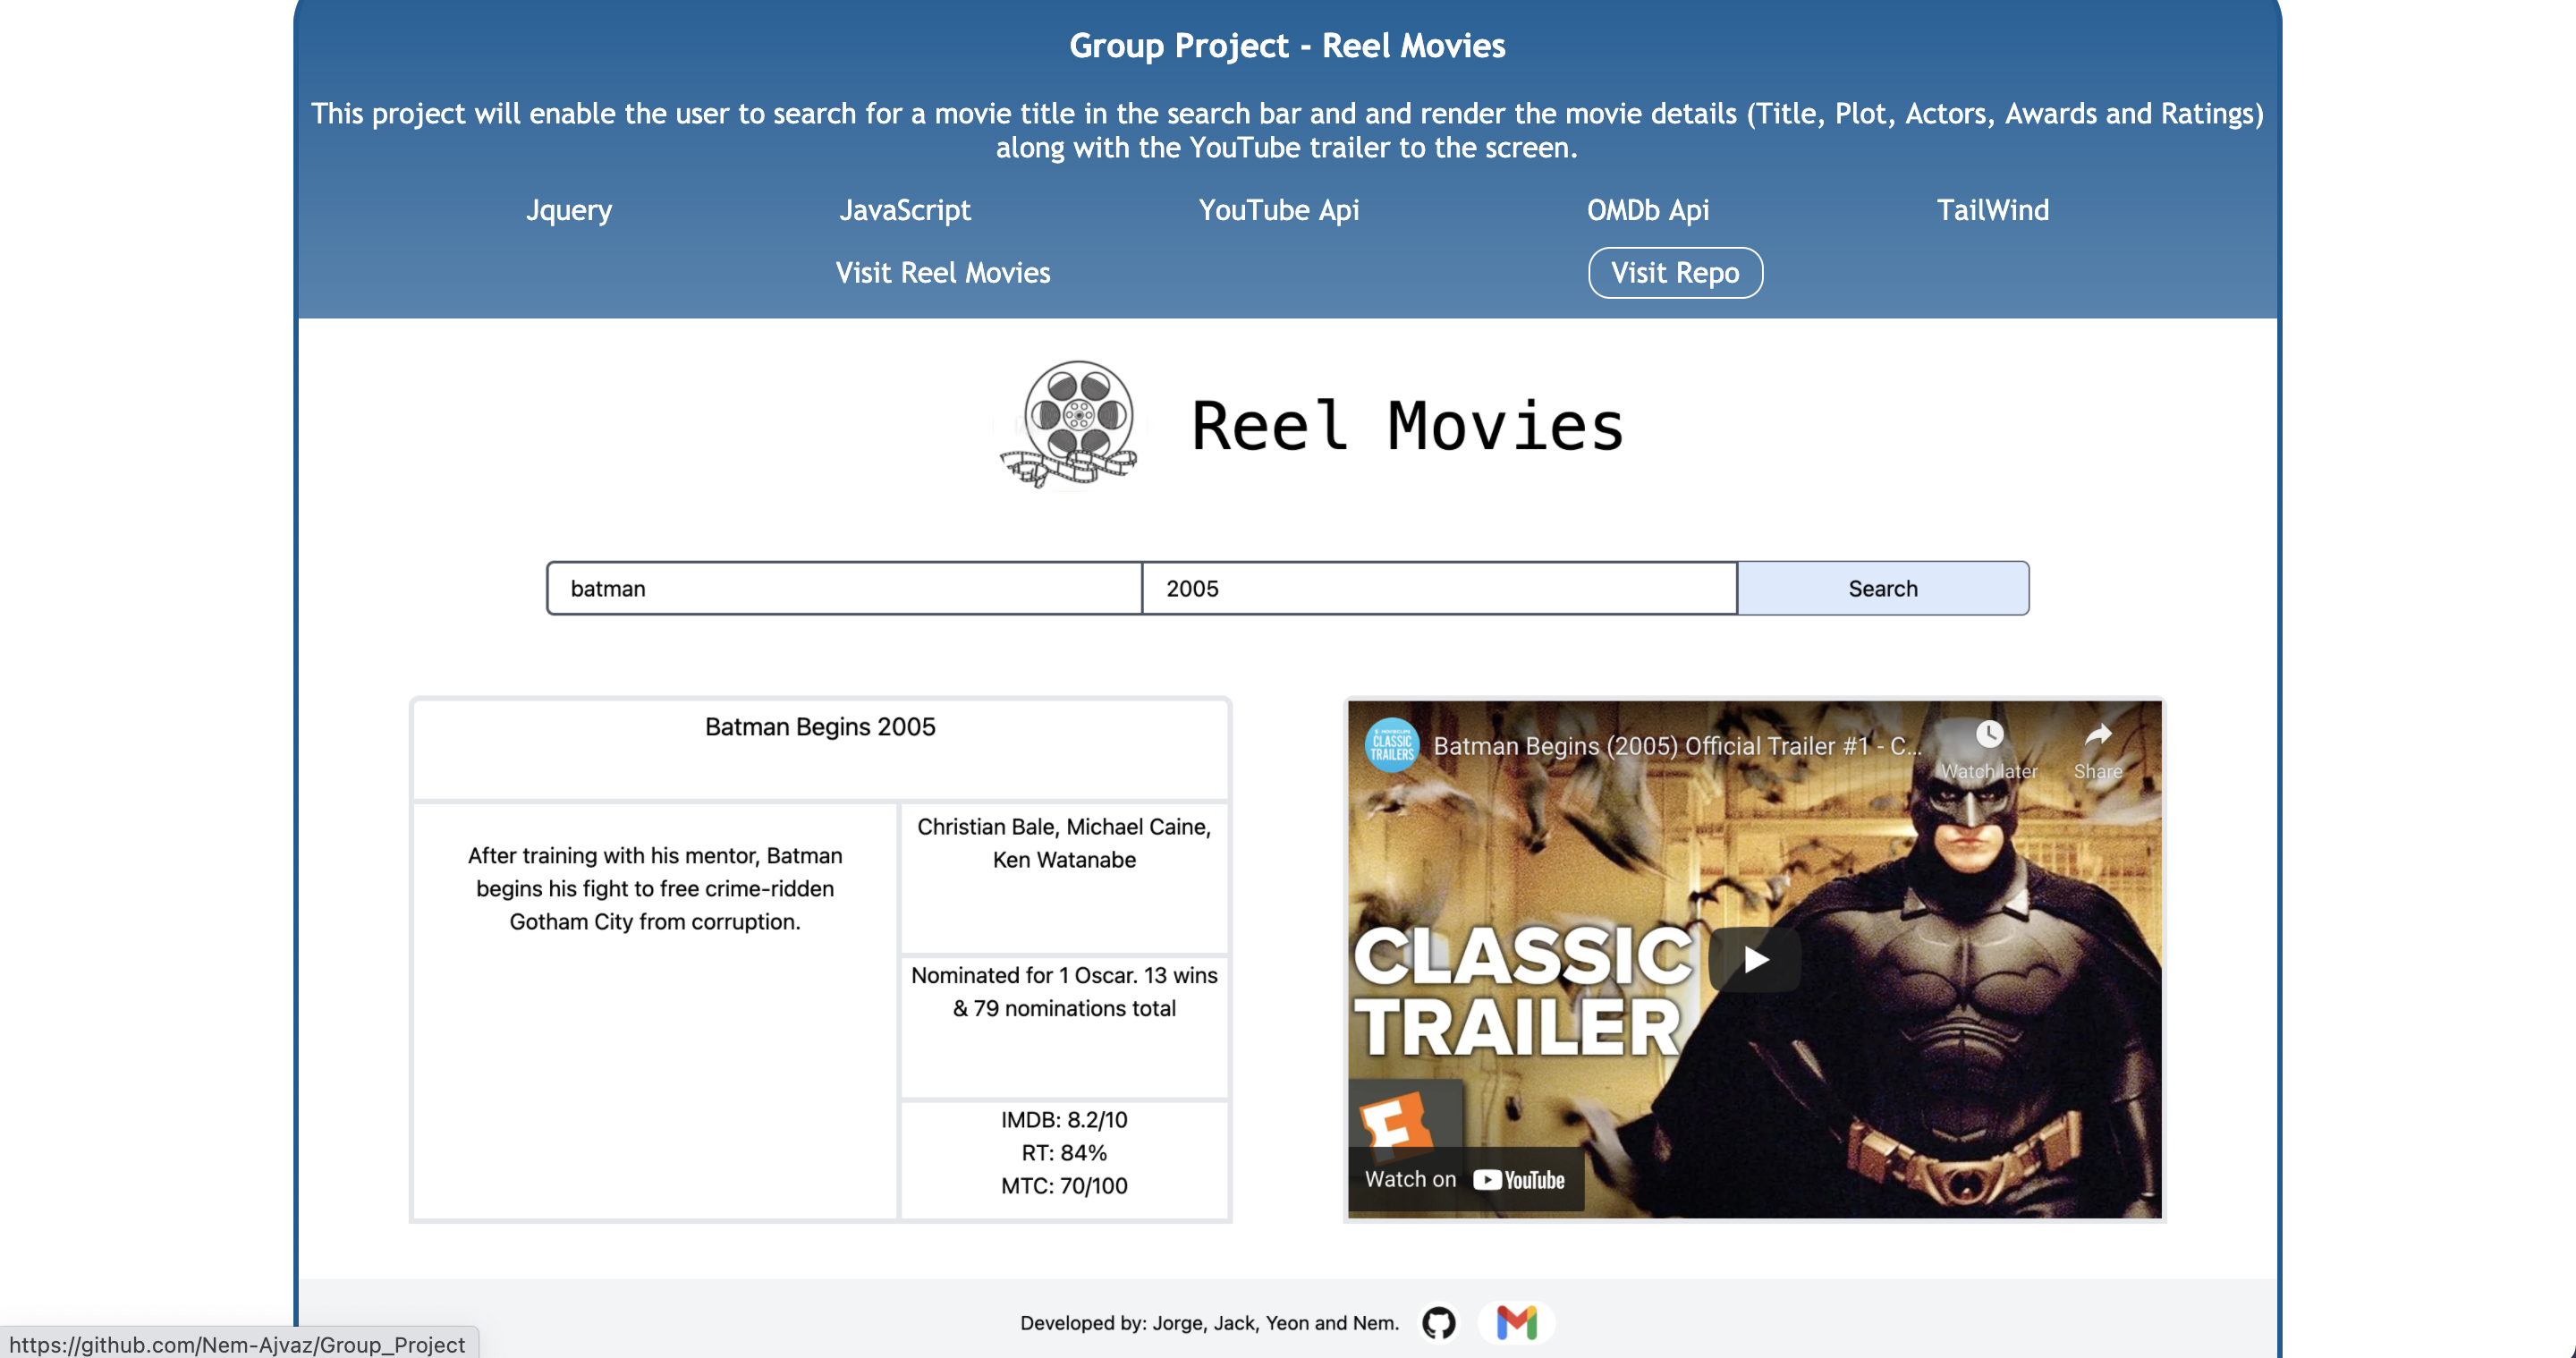 Group Project - Reel Movies
This project will enable the user to search for a movie title in the search bar and and render the movie details (Title, Plot, Actors, Awards and Ratings)
along with the YouTube trailer to the screen.
Jquery JavaScript YouTube Api OMDb Api TailWind
Visit Reel Movies Visit Repo
Reel Movies
batman 2005 Search
Batman Begins 2005
After training with his mentor, Batman
begins his fight to free crime-ridden
Gotham City from corruption.
Christian Bale, Michael Caine,
Ken Watanabe
Nominated for 1 Oscar. 13 wins
& 79 nominations total
IMDB: 8.2/10
RT: 84%
MTC: 70/100
CLASSIC
TRAILERS
Batman Begins (2005) Official Trailer #1 - C...
Watch later Share
CLASSIC
TRAILER
Watch on YouTube
Developed by: Jorge, Jack, Yeon and Nem.
https://github.com/Nem-Ajvaz/Group_Project